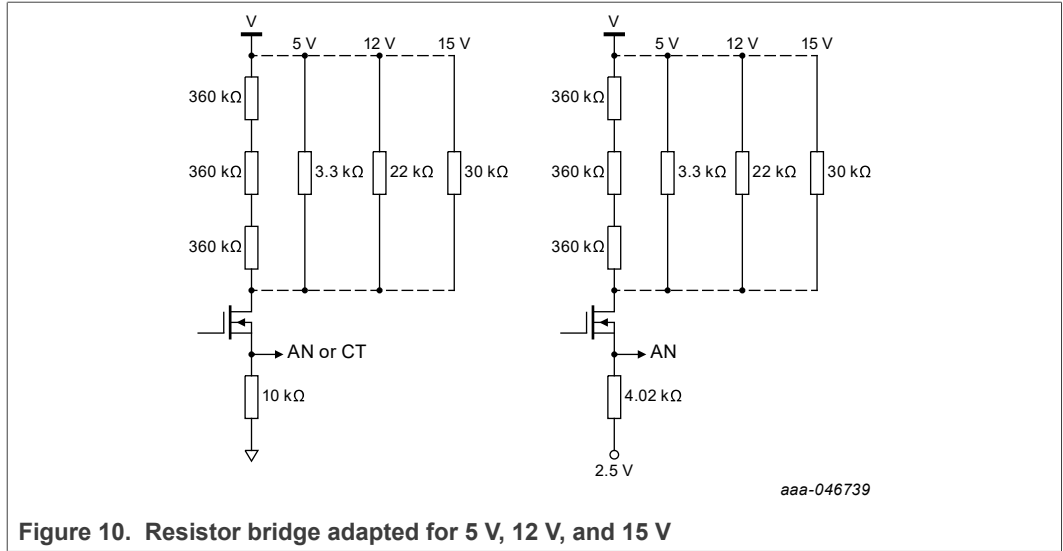 V
5 V 12 V 15 V
360 kΩ
360 kΩ 3.3 kΩ 22 kΩ 30 kΩ
360 kΩ
AN or CT
10 kΩ
V
5 V 12 V 15 V
360 kΩ
360 kΩ 3.3 kΩ 22 kΩ 30 kΩ
360 kΩ
AN
4.02 kΩ
2.5 V
aaa-046739
Figure 10. Resistor bridge adapted for 5 V, 12 V, and 15 V